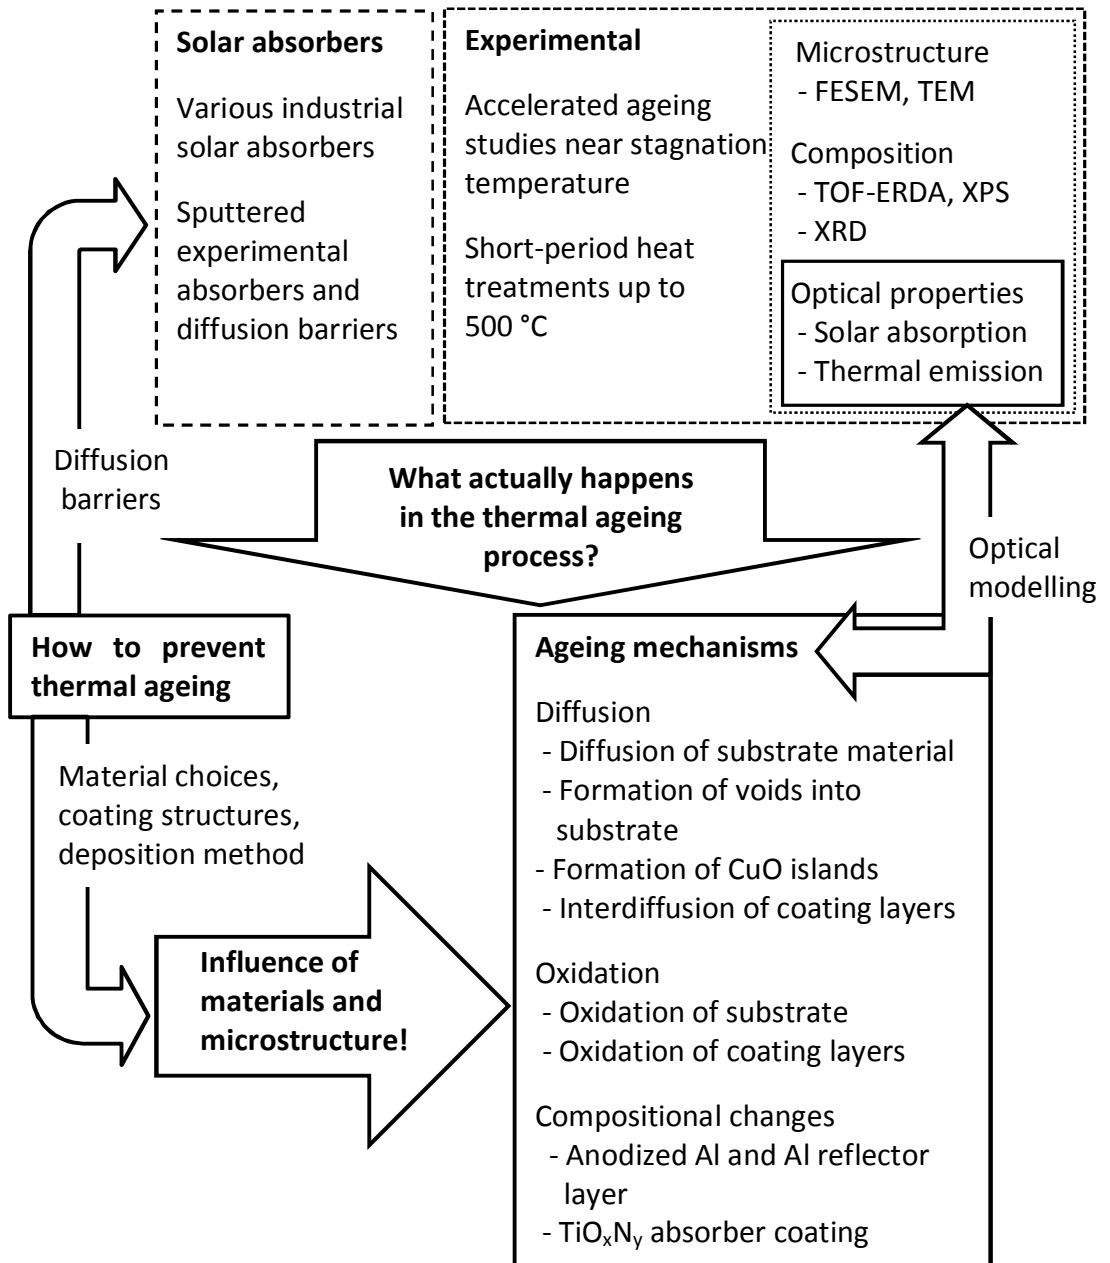 Solar absorbers
Various industrial
solar absorbers
Sputtered
experimental
absorbers and
diffusion barriers
Experimental
Accelerated ageing
studies near stagnation
temperature
Short-period heat
treatments up to
500 °C
Microstructure
- FESEM, TEM
Composition
- TOF-ERDA, XPS
- XRD
Optical properties
- Solar absorption
- Thermal emission
Diffusion
barriers
What actually happens
in the thermal ageing
process?
Optical
modelling
How to prevent
thermal ageing
Material choices,
coating structures,
deposition method
Influence of
materials and
microstructure!
Ageing mechanisms
Diffusion
- Diffusion of substrate material
- Formation of voids into
substrate
- Formation of CuO islands
- Interdiffusion of coating layers
Oxidation
- Oxidation of substrate
- Oxidation of coating layers
Compositional changes
- Anodized Al and Al reflector
layer
- TiOxNy absorber coating